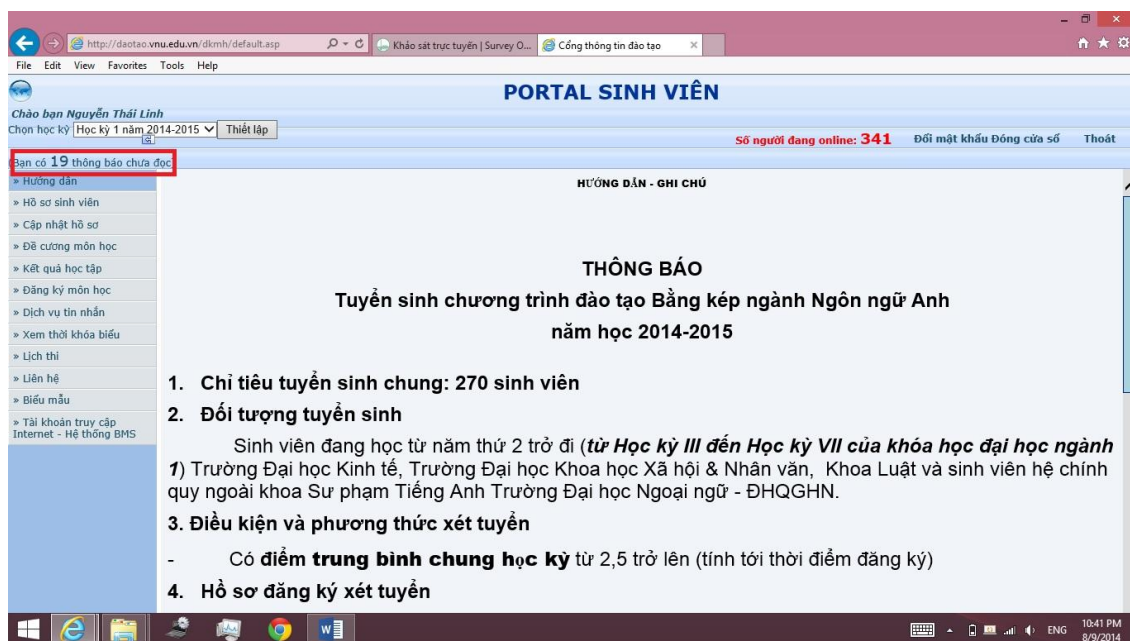 http://daotao.vnu.edu.vn/dkmh/default.asp
Khảo sát trực tuyến | Survey O...
Cổng thông tin đào tạo
File Edit View Favorites Tools Help
PORTAL SINH VIÊN
Chào bạn Nguyễn Thái Linh
Chọn học kỳ Học kỳ 1 năm 2014-2015 Thiết lập
Số người đang online: 341 Đổi mật khẩu Đóng cửa sổ Thoát
Bạn có 19 thông báo chưa đọc
» Hướng dẫn
» Hồ sơ sinh viên
» Cập nhật hồ sơ
» Đề cương môn học
» Kết quả học tập
» Đăng ký môn học
» Dịch vụ tin nhắn
» Xem thời khóa biểu
» Lịch thi
» Liên hệ
» Biểu mẫu
» Tài khoản truy cập
Internet - Hệ thống BMS
HƯỚNG DẪN - GHI CHÚ
THÔNG BÁO
Tuyển sinh chương trình đào tạo Bằng kép ngành Ngôn ngữ Anh
năm học 2014-2015
1. Chỉ tiêu tuyển sinh chung: 270 sinh viên
2. Đối tượng tuyển sinh
Sinh viên đang học từ năm thứ 2 trở đi (từ Học kỳ III đến Học kỳ VII của khóa học đại học ngành
1) Trường Đại học Kinh tế, Trường Đại học Khoa học Xã hội & Nhân văn, Khoa Luật và sinh viên hệ chính
quy ngoài khoa Sư phạm Tiếng Anh Trường Đại học Ngoại ngữ - ĐHQGHN.
3. Điều kiện và phương thức xét tuyển
- Có điểm trung bình chung học kỳ từ 2,5 trở lên (tính tới thời điểm đăng ký)
4. Hồ sơ đăng ký xét tuyển
ENG
10:41 PM
8/9/2014